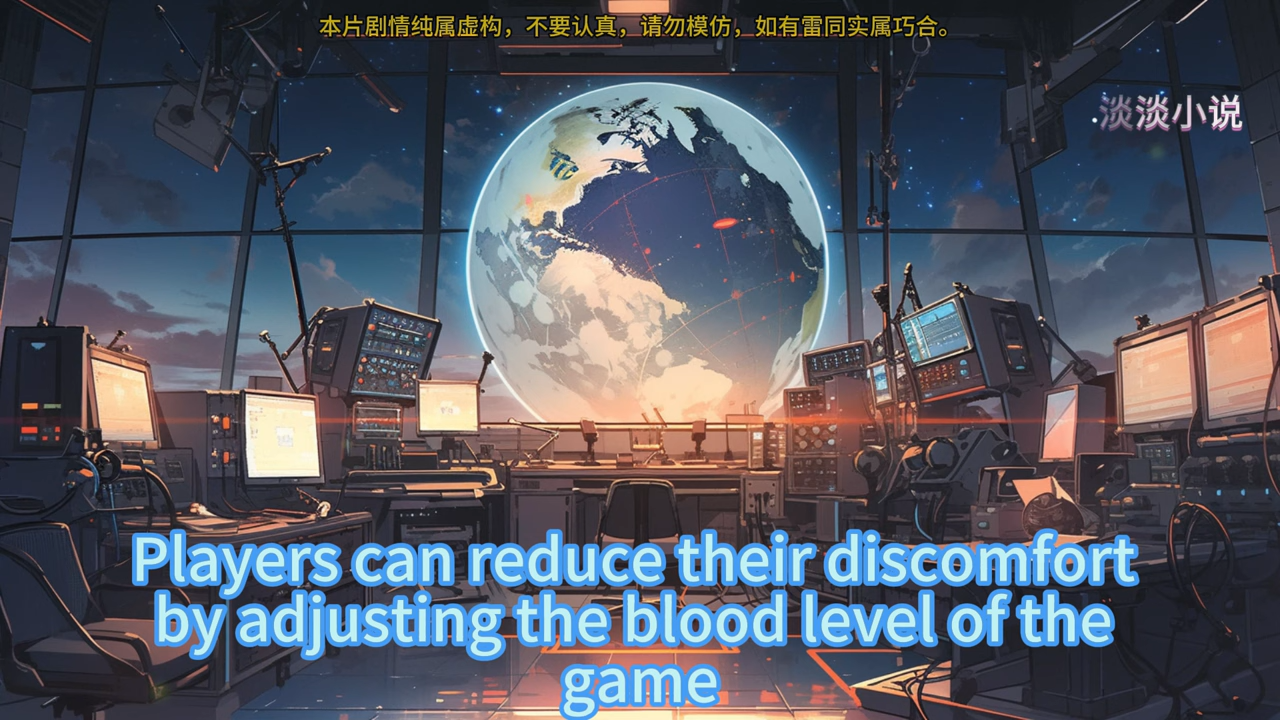 本片剧情纯属虚构，不要认真，请勿模仿，如有雷同实属巧合。
淡淡小说
Players can reduce their discomfort
by adjusting the blood level of the
game